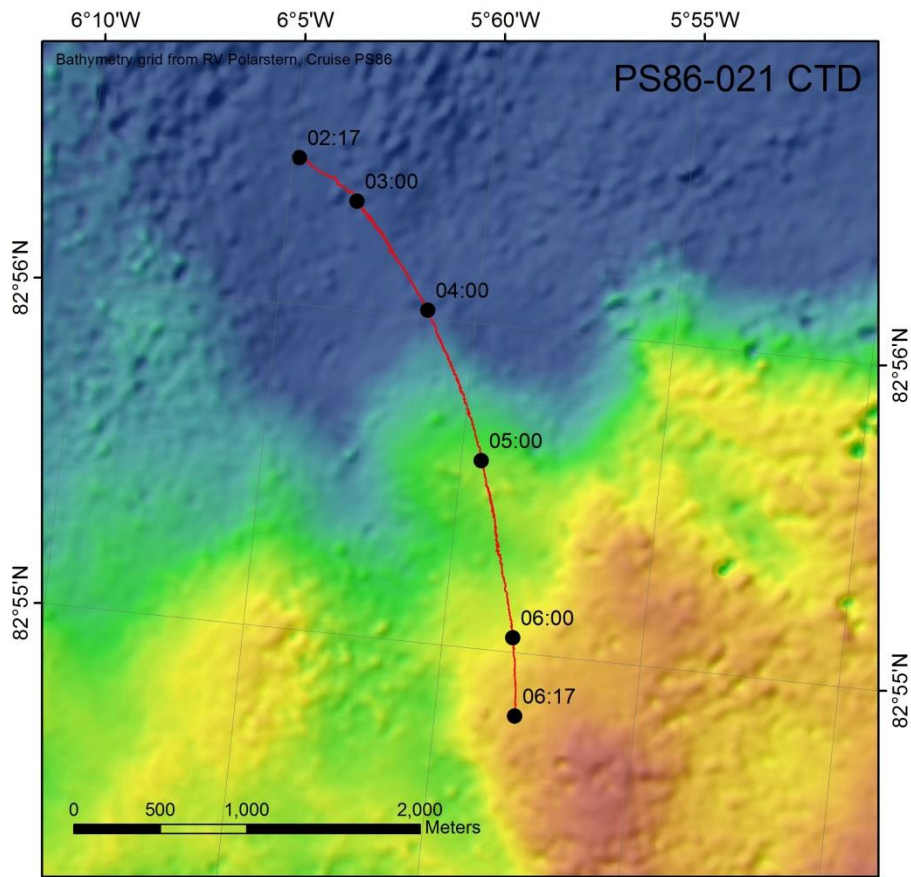 6°10'W 6°5'W 5°60'W 5°55'W
Bathymetry grid from RV Polarstern, Cruise PS86
PS86-021 CTD
02:17
03:00
82°56'N
04:00
82°56'N
05:00
82°55'N
06:00
82°55'N
06:17
0 500 1,000 2,000
Meters